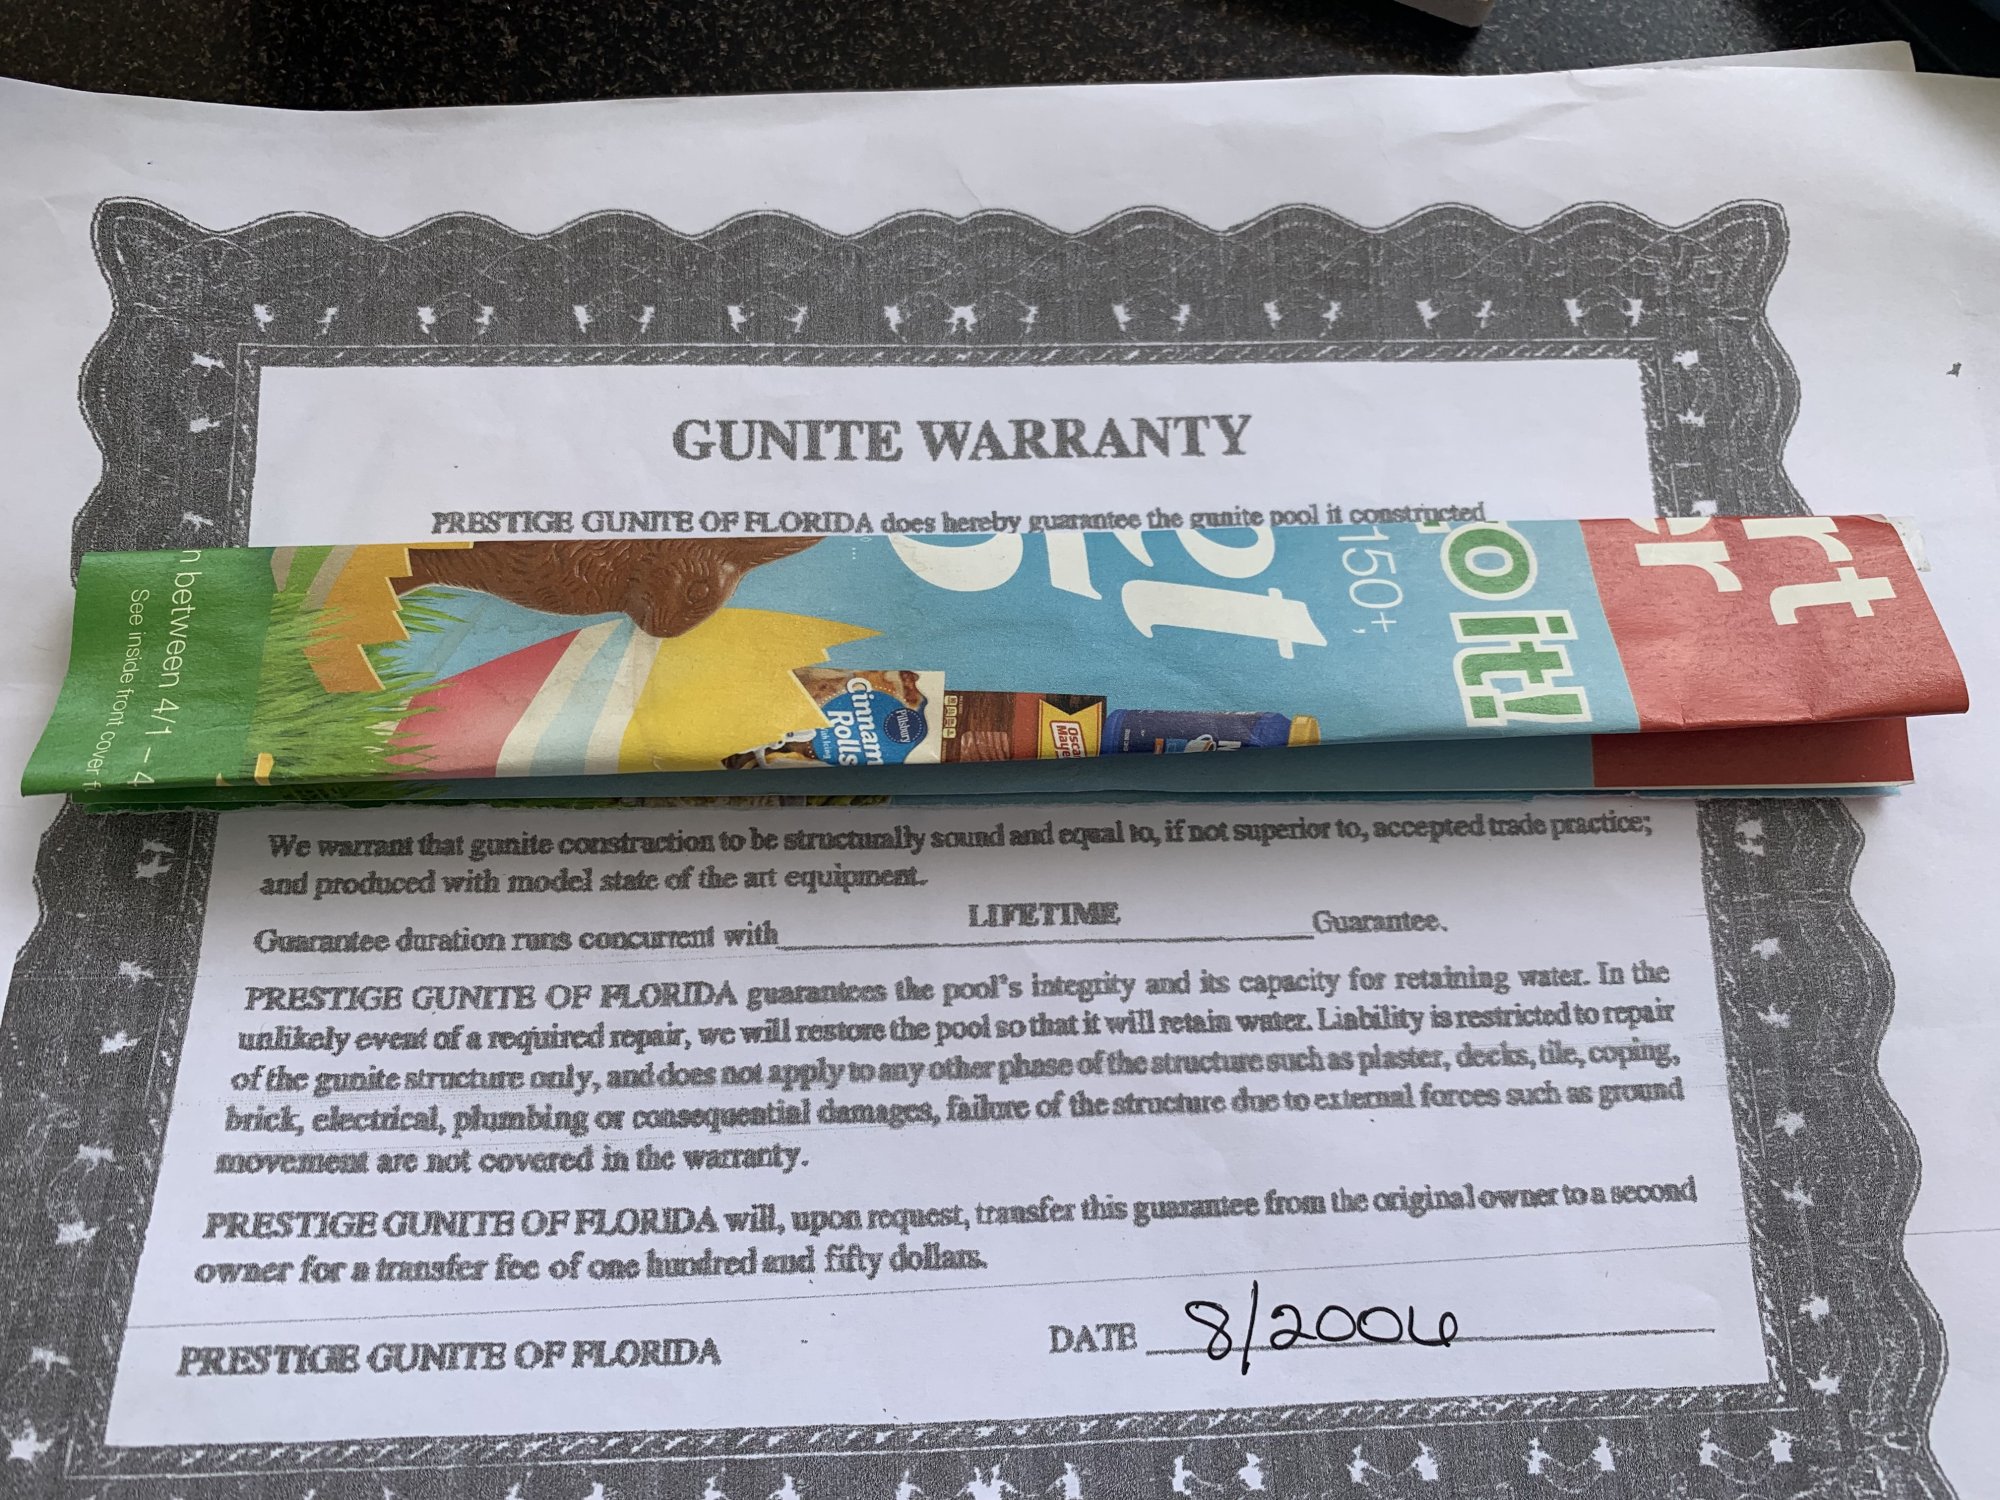 GUNITE WARRANTY
PRESTIGE GUNITE OF FLORIDA does hereby guarantee the gunite pool it constructed
n between 4/1 - 4
See inside front cover f
Pillsbury
Cinnam
Rolls
Osca
Maye
150+,
to it!
er
rt
We warrant that gunite construction to be structurally sound and equal to, if not superior to, accepted trade practice;
and produced with model state of the art equipment.
Guarantee duration runs concurrent with LIFETIME Guarantee.
PRESTIGE GUNITE OF FLORIDA guarantees the pool's integrity and its capacity for retaining water. In the
unlikely event of a required repair, we will restore the pool so that it will retain water. Liability is restricted to repair
of the gunite structure only, and does not apply to any other phase of the structure such as plaster, decks, tile, coping,
brick, electrical, plumbing or consequential damages, failure of the structure due to external forces such as ground
movement are not covered in the warranty.
PRESTIGE GUNITE OF FLORIDA will, upon request, transfer this guarantee from the original owner to a second
owner for a transfer fee of one hundred and fifty dollars.
PRESTIGE GUNITE OF FLORIDA
DATE 8/2006